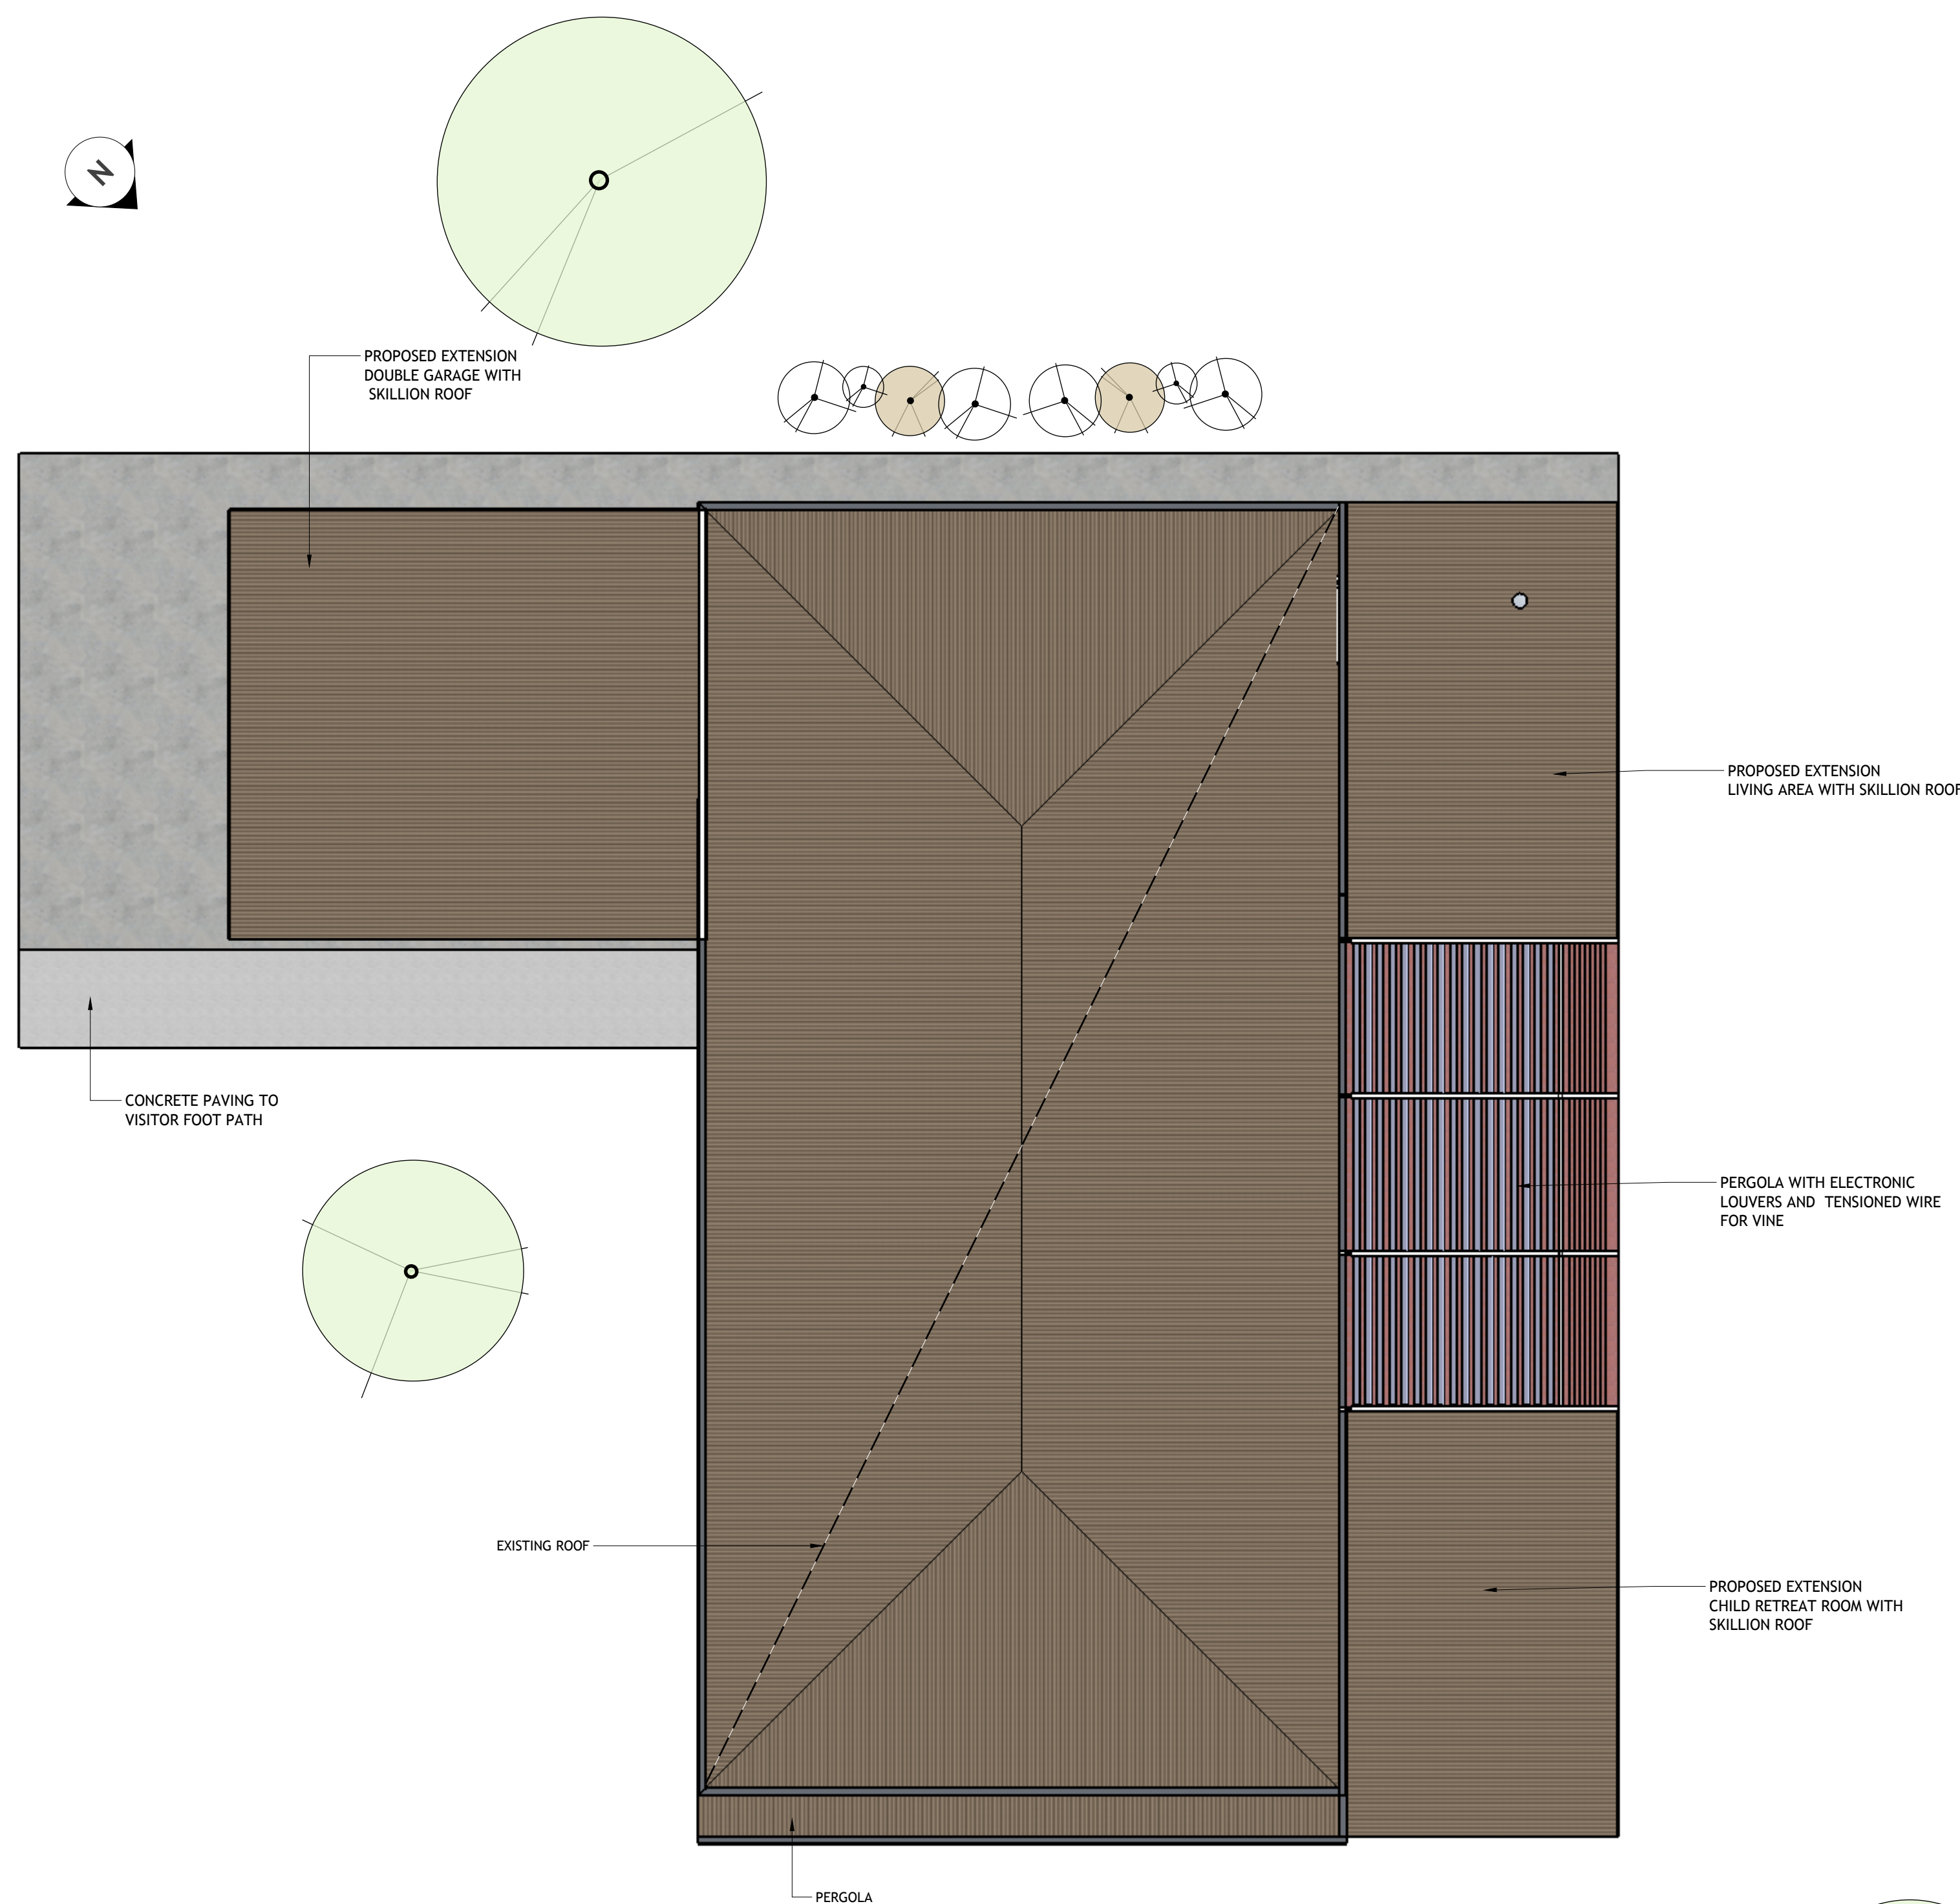 N
PROPOSED EXTENSION
DOUBLE GARAGE WITH
SKILLION ROOF
PROPOSED EXTENSION
LIVING AREA WITH SKILLION ROOF
CONCRETE PAVING TO
VISITOR FOOT PATH
PERGOLA WITH ELECTRONIC
LOUVERS AND TENSIONED WIRE
FOR VINE
EXISTING ROOF
PROPOSED EXTENSION
CHILD RETREAT ROOM WITH
SKILLION ROOF
PERGOLA